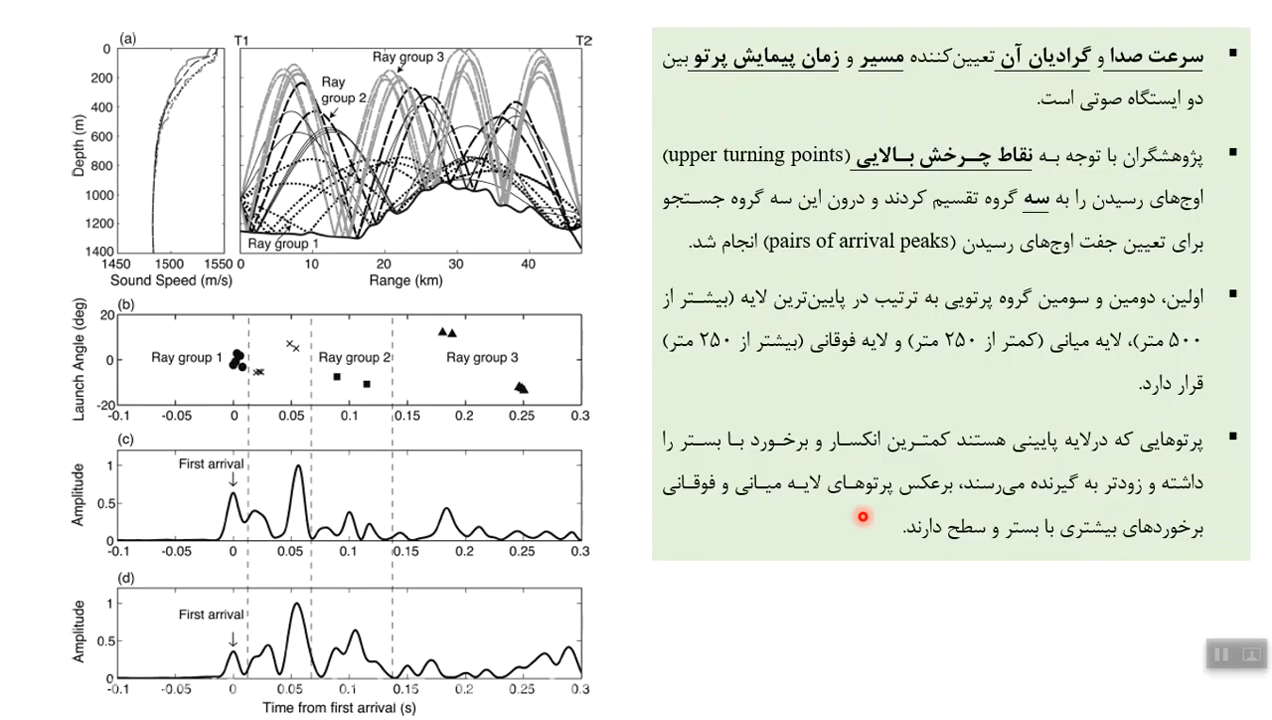 (a)
T1
T2
Ray group 3
Ray
group 2
Ray group 1
0
200
400
600
800
1000
1200
1400
Depth (m)
1450 1500 1550
Sound Speed (m/s)
0 10 20 30 40
Range (km)
(b)
20
0
-20
Launch Angle (deg)
Ray group 1
Ray group 2
Ray group 3
-0.1 -0.05 0 0.05 0.1 0.15 0.2 0.25 0.3
(c)
First arrival
1
0.5
0
Amplitude
-0.1 -0.05 0 0.05 0.1 0.15 0.2 0.25 0.3
(d)
First arrival
1
0.5
0
Amplitude
-0.1 -0.05 0 0.05 0.1 0.15 0.2 0.25 0.3
Time from first arrival (s)
▪ سرعت صدا و گرادیان آن تعیین‌کننده مسیر و زمان پیمایش پرتو بین
دو ایستگاه صوتی است.
▪ پژوهشگران با توجه به نقاط چرخش بالایی (upper turning points)
اوج‌های رسیدن را به سه گروه تقسیم کردند و درون این سه گروه جستجو
برای تعیین جفت اوج‌های رسیدن (pairs of arrival peaks) انجام شد.
▪ اولین، دومین و سومین گروه پرتویی به ترتیب در پایین‌ترین لایه (بیشتر از
۵۰۰ متر)، لایه میانی (کمتر از ۲۵۰ متر) و لایه فوقانی (بیشتر از ۲۵۰ متر)
قرار دارد.
▪ پرتوهایی که درلایه پایینی هستند کمترین انکسار و برخورد با بستر را
داشته و زودتر به گیرنده می‌رسند، برعکس پرتوهای لایه میانی و فوقانی
برخوردهای بیشتری با بستر و سطح دارند.